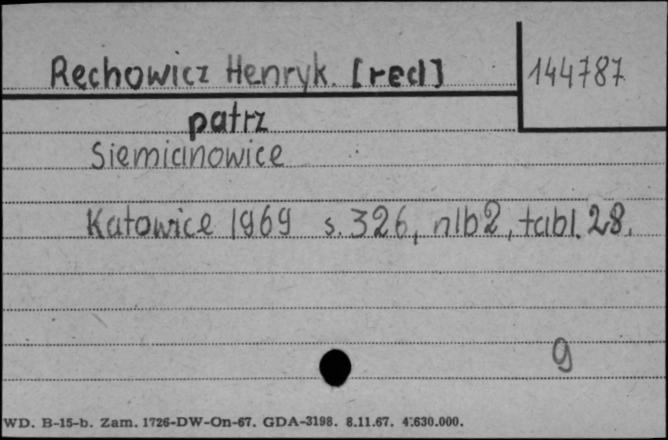 Rechowicz Henryk. [red] 144787
patrz
Siemianowice
Katowice 1969 s. 326, nlb 2, tabl. 28.
g
WD. B-15-b. Zam. 1726-DW-On-67. GDA-3198. 8.11.67. 4.630.000.